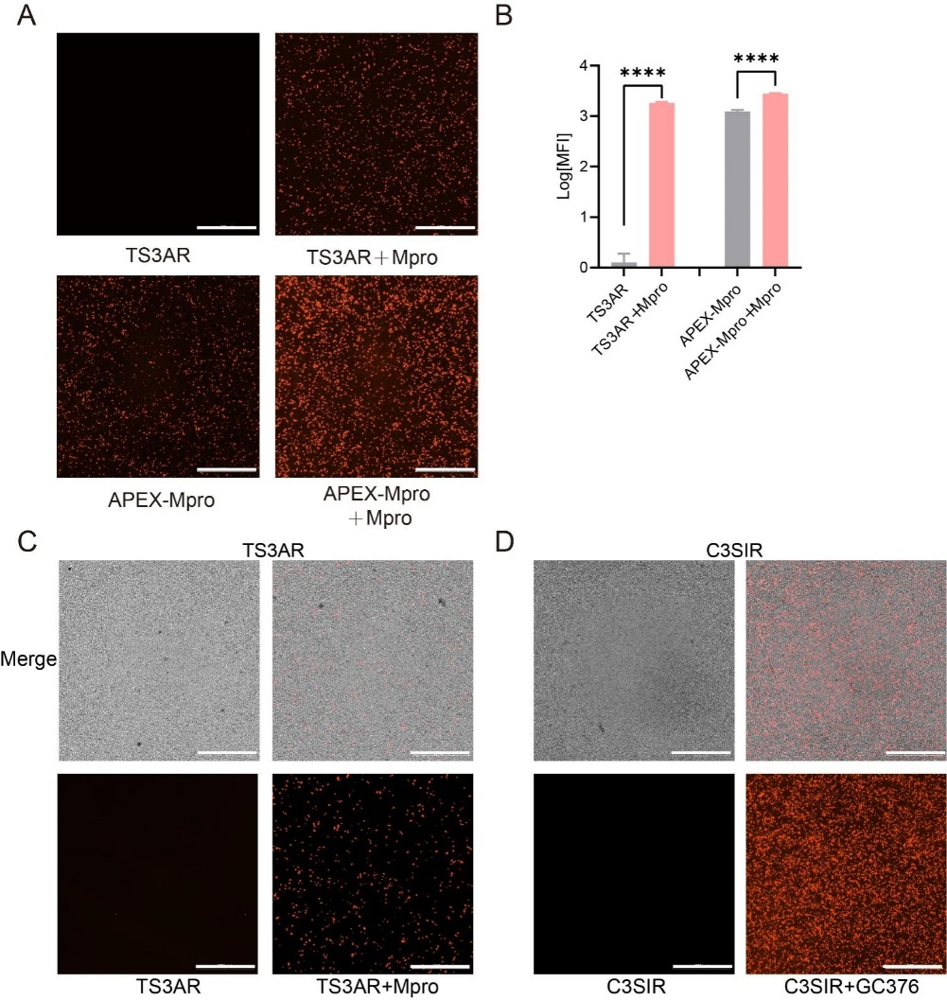 A
B
TS3AR
TS3AR+Mpro
APEX-Mpro
APEX-Mpro
+Mpro
****
****
4
3
2
1
0
Log[MFI]
TS3AR
TS3AR+Mpro
APEX-Mpro
APEX-Mpro+Mpro
C
TS3AR
Merge
TS3AR
TS3AR+Mpro
D
C3SIR
C3SIR
C3SIR+GC376